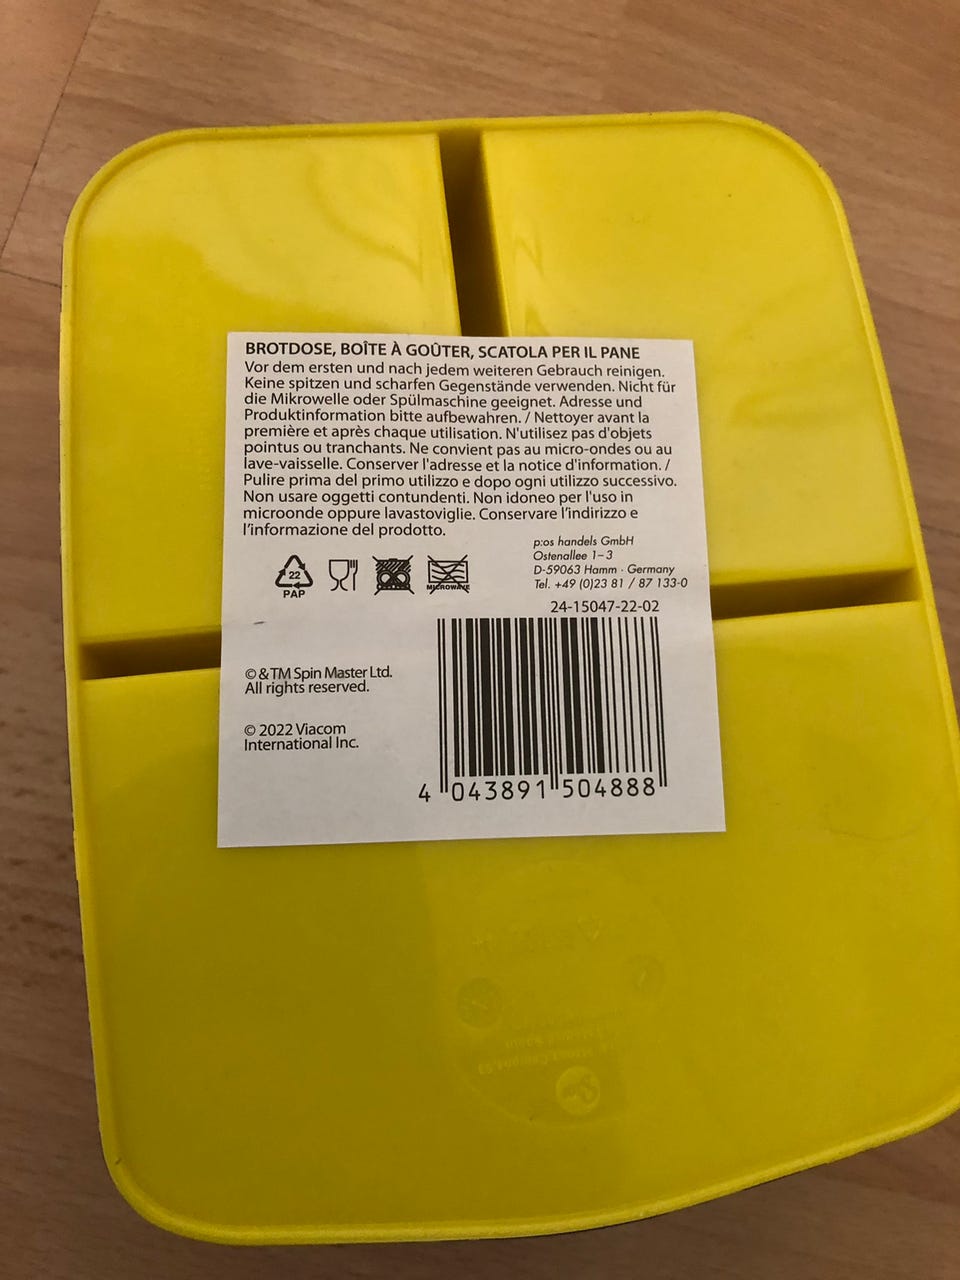 BROTDOSE, BOÎTE À GOÛTER, SCATOLA PER IL PANE
Vor dem ersten und nach jedem weiteren Gebrauch reinigen.
Keine spitzen und scharfen Gegenstände verwenden. Nicht für
die Mikrowelle oder Spülmaschine geeignet. Adresse und
Produktinformation bitte aufbewahren. / Nettoyer avant la
première et après chaque utilisation. N'utilisez pas d'objets
pointus ou tranchants. Ne convient pas au micro-ondes ou au
lave-vaisselle. Conserver l'adresse et la notice d'information. /
Pulire prima del primo utilizzo e dopo ogni utilizzo successivo.
Non usare oggetti contundenti. Non idoneo per l'uso in
microonde oppure lavastoviglie. Conservare l'indirizzo e
l'informazione del prodotto.
p:os handels GmbH
Ostenallee 1–3
D-59063 Hamm · Germany
Tel. +49 (0)23 81 / 87 133-0
22
PAP
MICROWAVE
24-15047-22-02
© & TM Spin Master Ltd.
All rights reserved.
© 2022 Viacom
International Inc.
4 043891 504888